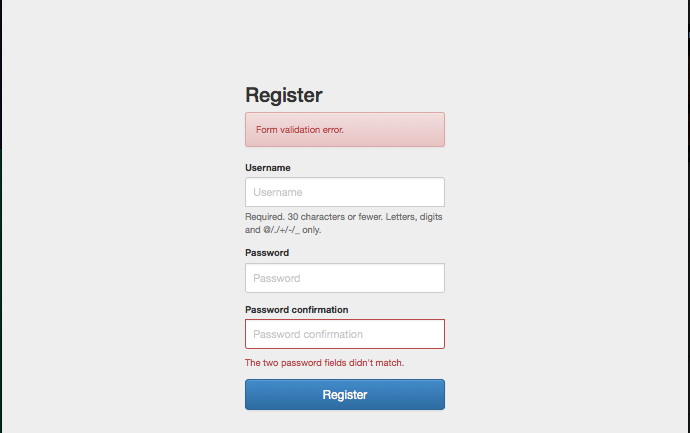 Register
Form validation error.
Username
Username
Required. 30 characters or fewer. Letters, digits
and @/./+/-/_ only.
Password
Password
Password confirmation
Password confirmation
The two password fields didn't match.
Register